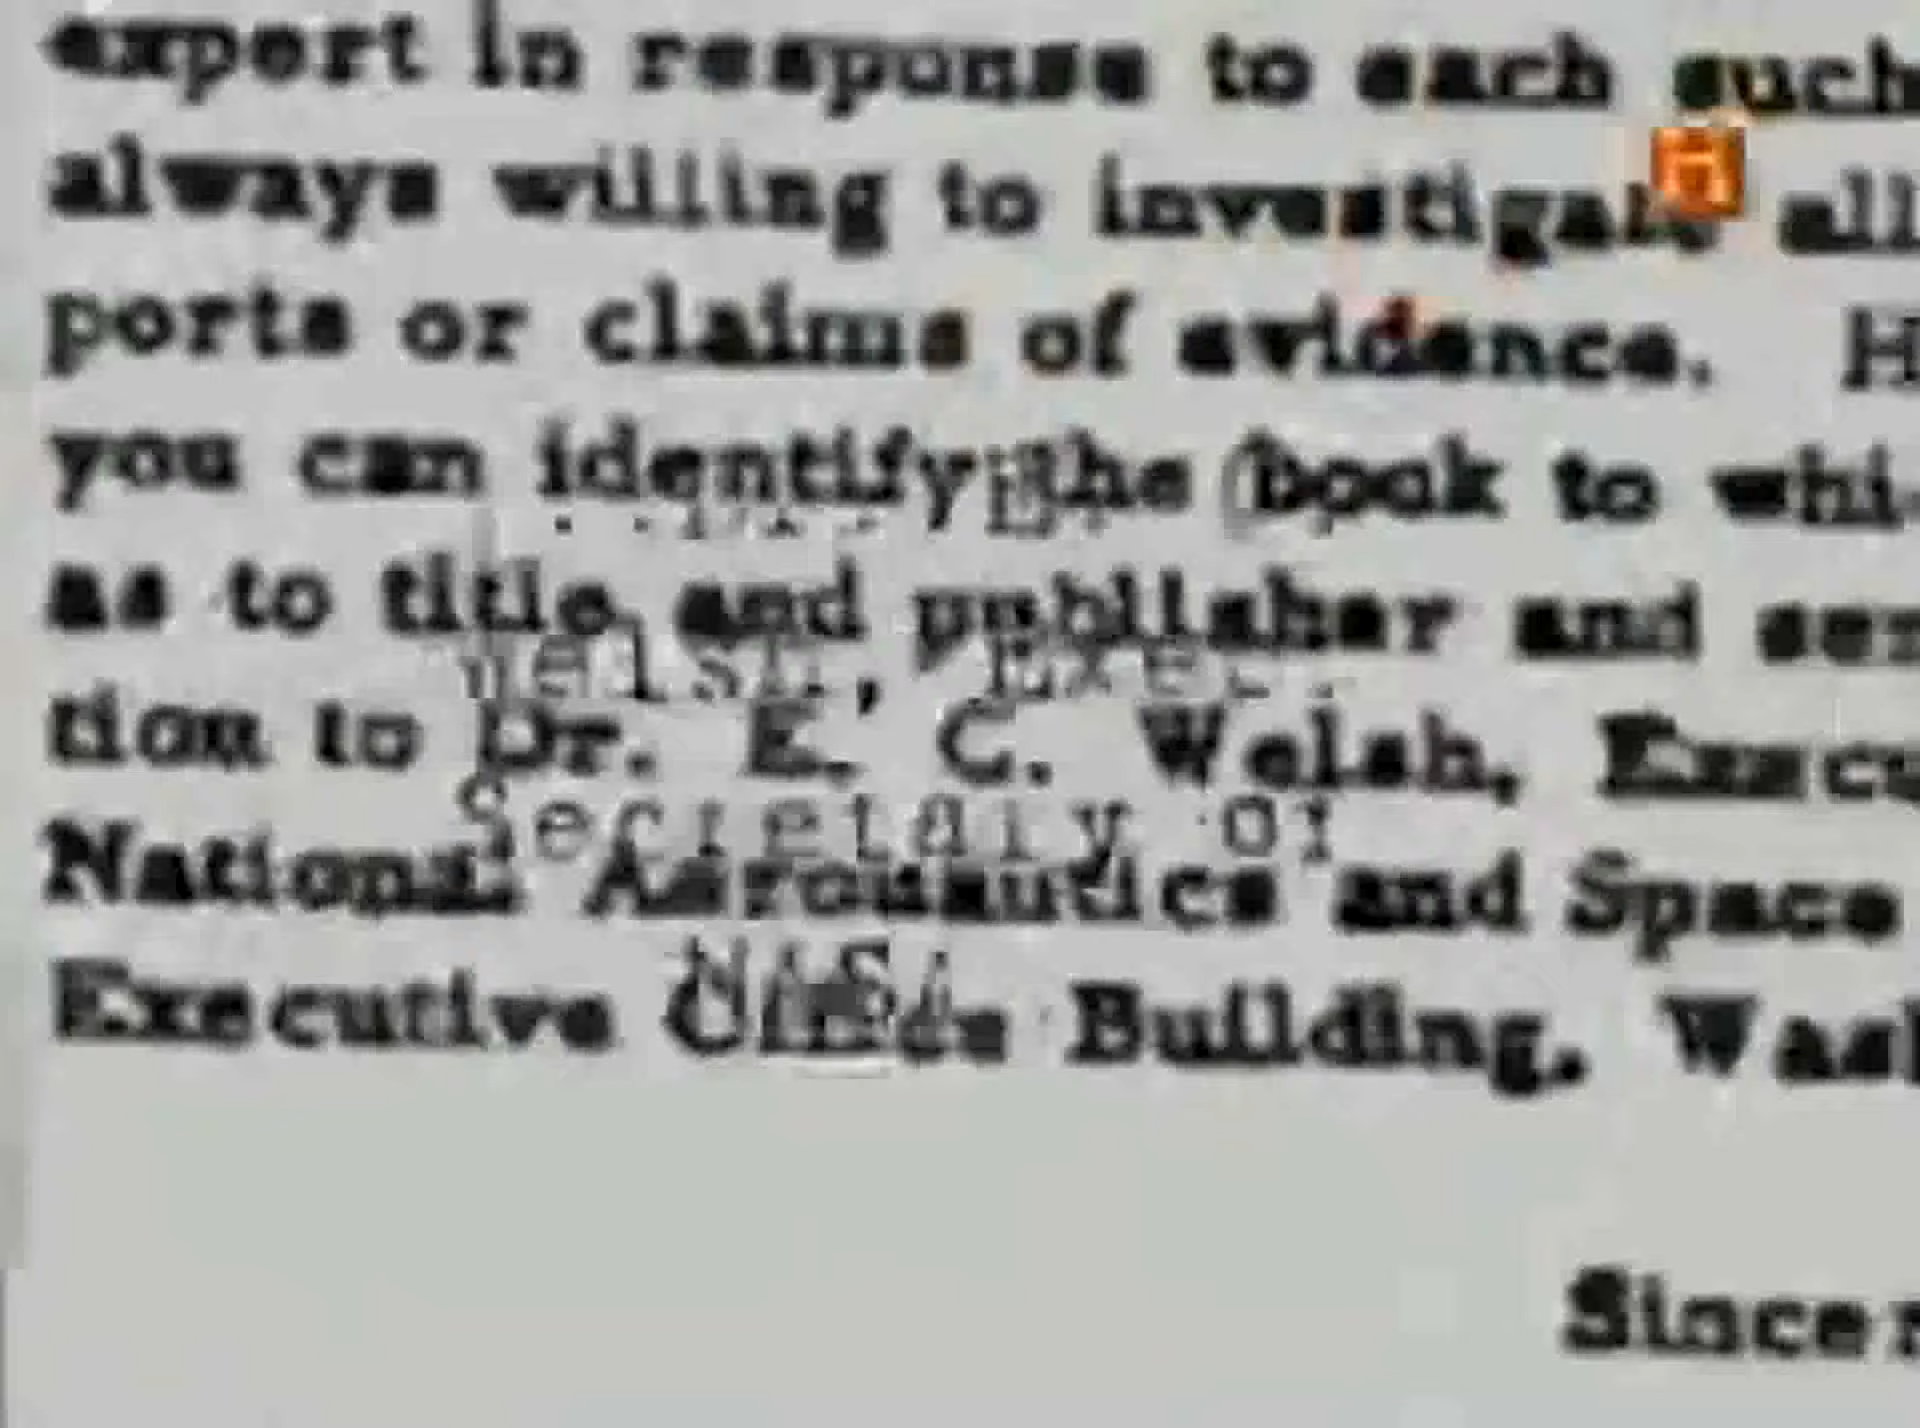 expert in response to each such
always willing to investigate all
ports or claims of evidence. H
you can identify the book to whi
as to title and publisher and sen
tion to Dr. E. C. Welsh, Execu
National Aeronautics and Space
Executive Office Building, Wash
Sincer
Welsh, Exec.
Secretary of
NASA